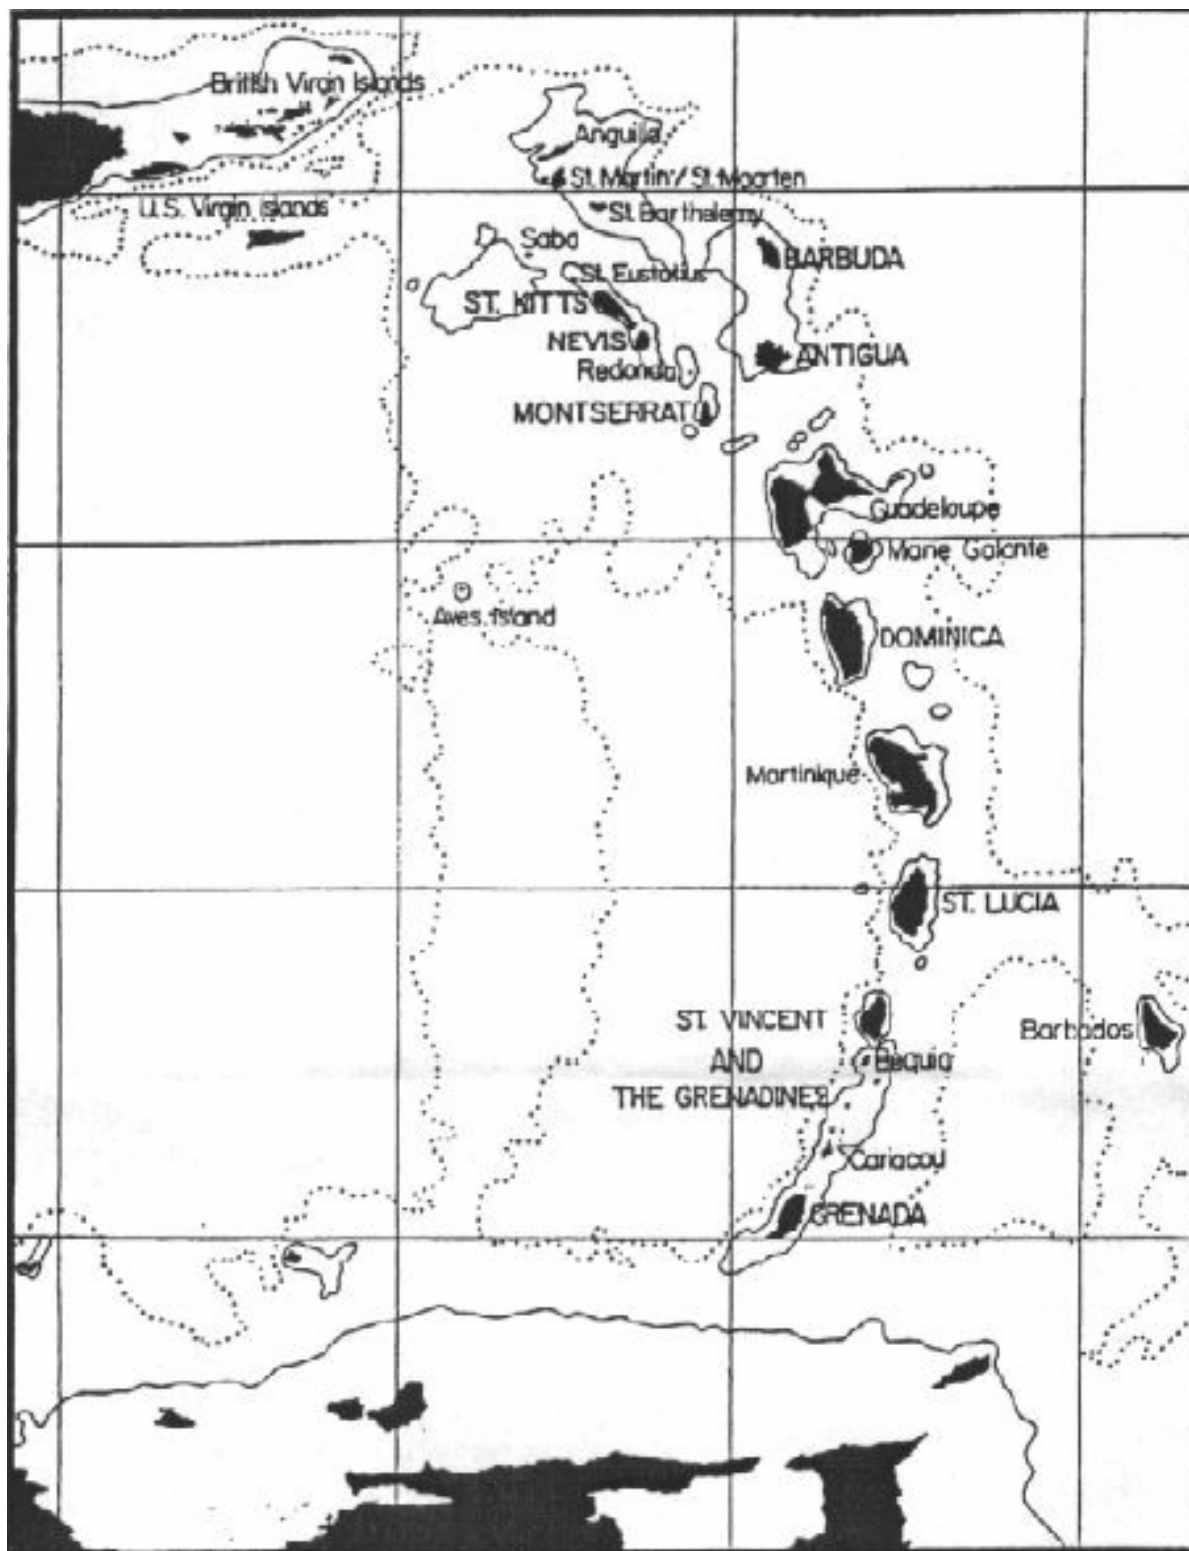 British Virgin Islands
Anguilla
St. Martin/St. Maarten
U.S. Virgin Islands
St. Barthelemy
Saba
BARBUDA
St. Eustatius
ST. KITTS
NEVIS
ANTIGUA
Redonda
MONTSERRAT
Guadeloupe
Marie Galante
Aves Island
DOMINICA
Martinique
ST. LUCIA
ST. VINCENT
Barbados
AND
Bequia
THE GRENADINES
Cariacou
GRENADA